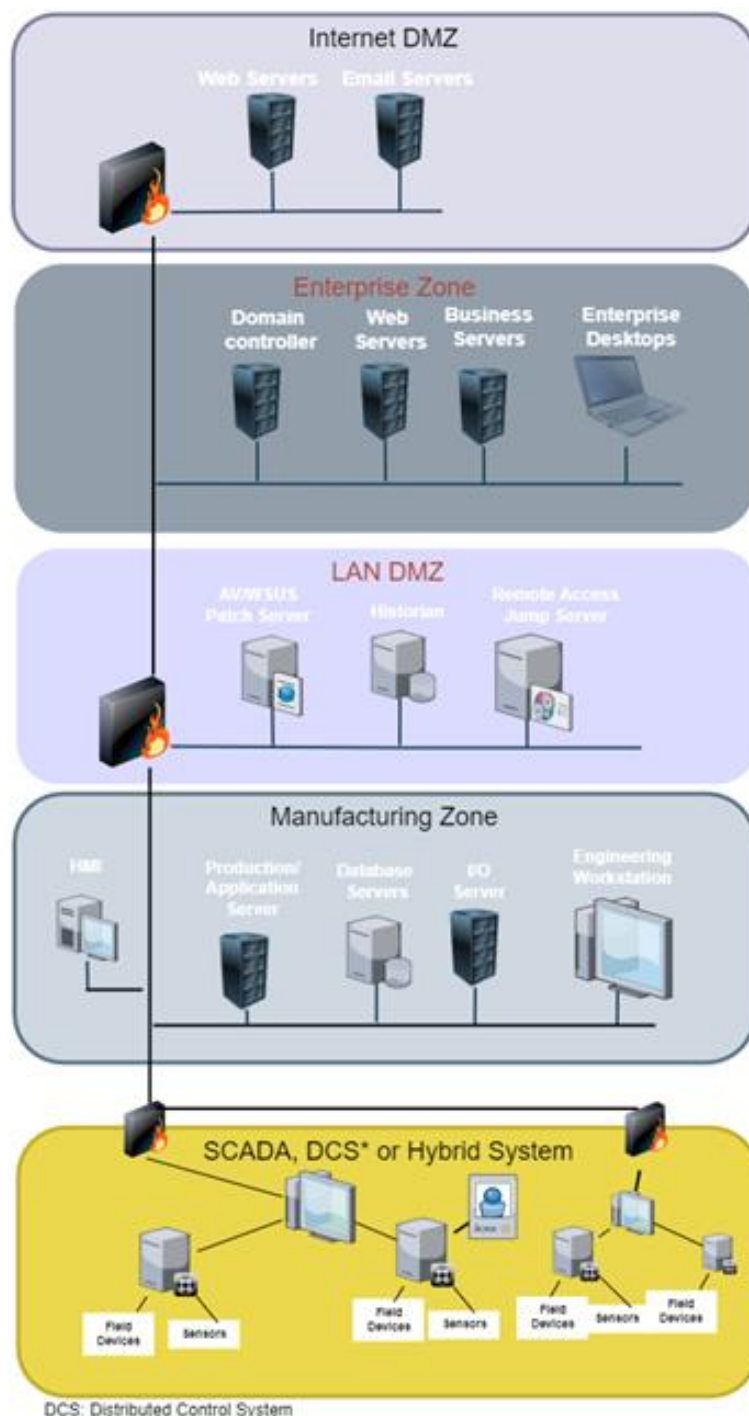 Internet DMZ
Web Servers
Email Servers
Enterprise Zone
Domain
controller
Web
Servers
Business
Servers
Enterprise
Desktops
LAN DMZ
AV/WSUS
Patch Server
Historian
Remote Access
Jump Server
Manufacturing Zone
HMI
Production/
Application
Server
Database
Servers
I/O
Server
Engineering
Workstation
SCADA, DCS* or Hybrid System
Field
Devices
Sensors
Field
Devices
Sensors
Field
Devices
Sensors
Field
Devices
DCS: Distributed Control System